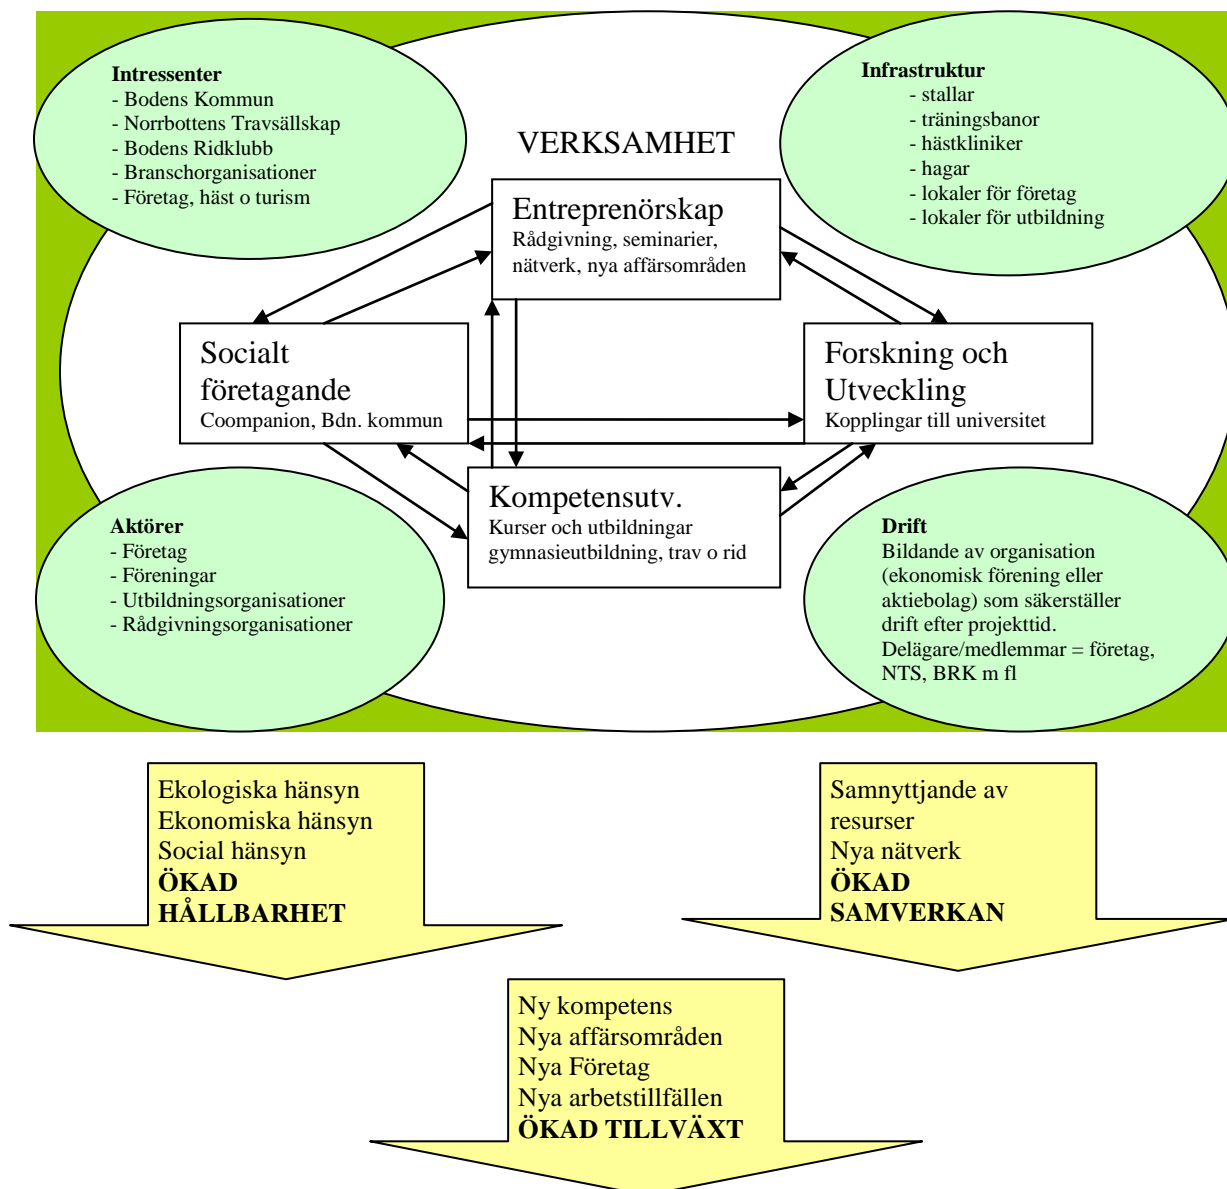 Intressenter
- Bodens Kommun
- Norrbottens Travsällskap
- Bodens Ridklubb
- Branschorganisationer
- Företag, häst o turism
Infrastruktur
- stallar
- träningsbanor
- hästkliniker
- hagar
- lokaler för företag
- lokaler för utbildning
VERKSAMHET
Entreprenörskap
Rådgivning, seminarier,
nätverk, nya affärsområden
Socialt
företagande
Coompanion, Bdn. kommun
Forskning och
Utveckling
Kopplingar till universitet
Kompetensutv.
Kurser och utbildningar
gymnasieutbildning, trav o rid
Aktörer
- Företag
- Föreningar
- Utbildningsorganisationer
- Rådgivningsorganisationer
Drift
Bildande av organisation
(ekonomisk förening eller
aktiebolag) som säkerställer
drift efter projekttid.
Delägare/medlemmar = företag,
NTS, BRK m fl
Ekologiska hänsyn
Ekonomiska hänsyn
Social hänsyn
ÖKAD
HÅLLBARHET
Samnyttjande av
resurser
Nya nätverk
ÖKAD
SAMVERKAN
Ny kompetens
Nya affärsområden
Nya Företag
Nya arbetstillfällen
ÖKAD TILLVÄXT